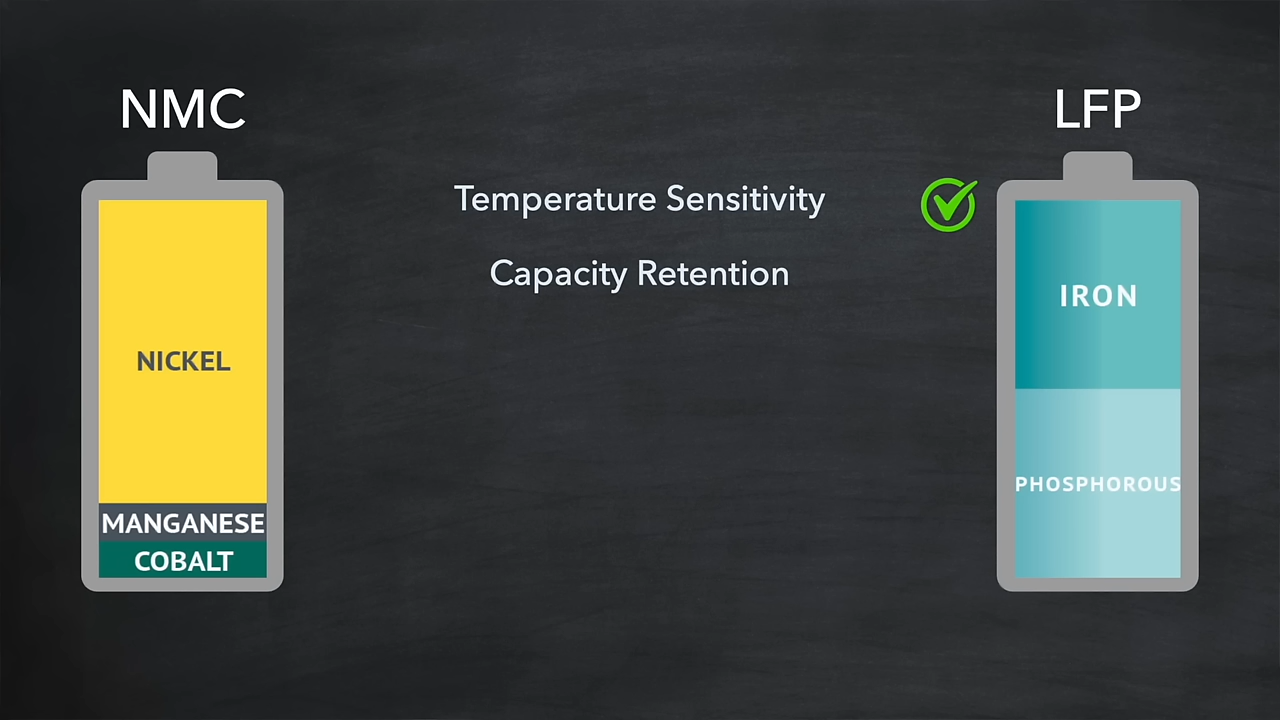 NMC
LFP
Temperature Sensitivity
Capacity Retention
NICKEL
MANGANESE
COBALT
IRON
PHOSPHOROUS